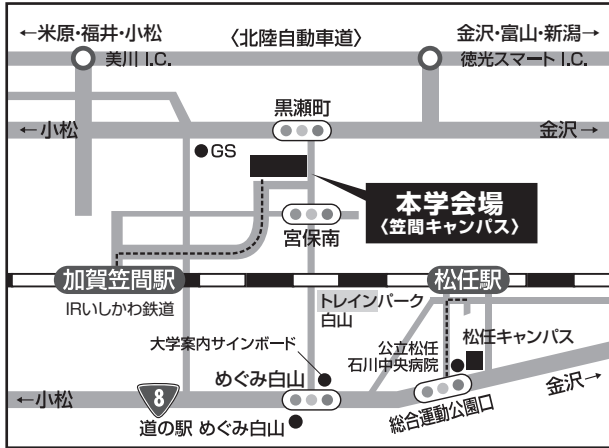 ←米原・福井・小松
〈北陸自動車道〉
金沢・富山・新潟→
美川 I.C.
徳光スマート I.C.
黒瀬町
←小松
金沢→
GS
本学会場
〈笠間キャンパス〉
宮保南
加賀笠間駅
松任駅
IRいしかわ鉄道
トレインパーク
白山
大学案内サインボード
公立松任
石川中央病院
松任キャンパス
めぐみ白山
←小松
8
金沢→
総合運動公園口
道の駅 めぐみ白山